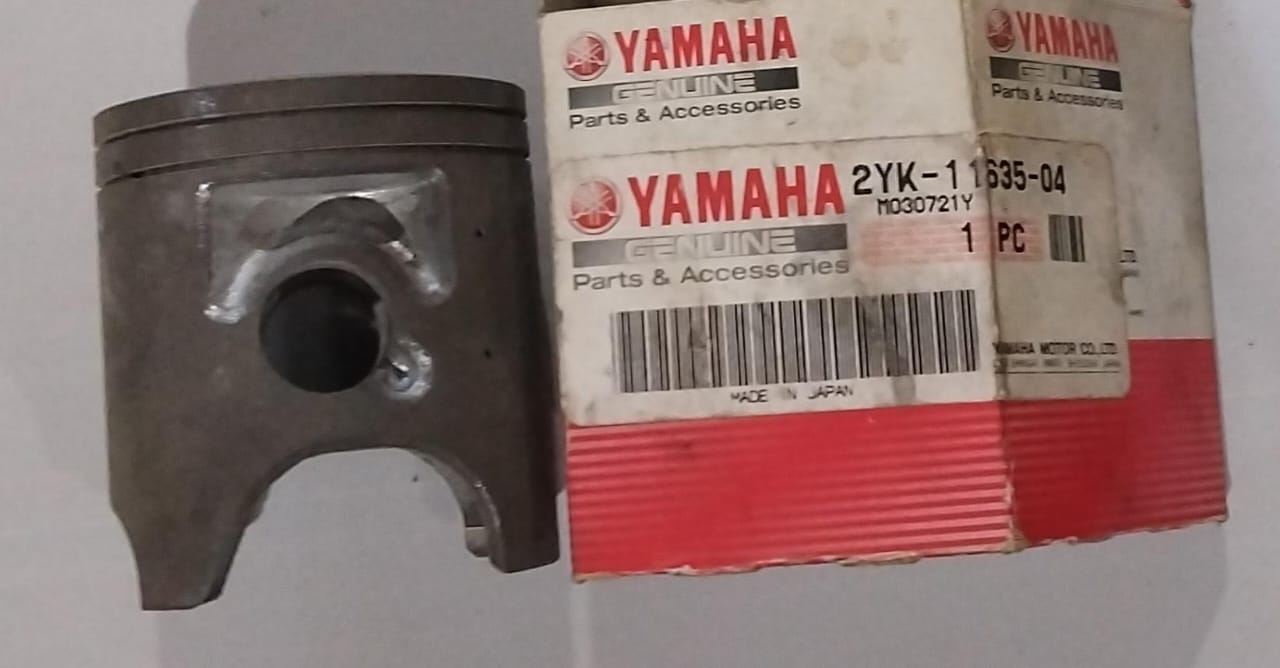 YAMAHA
GENUINE
Parts & Accessories
YAMAHA
GENUINE
Parts & Accessories
YAMAHA
GENUINE
Parts & Accessories
2YK-11635-04
M030721Y
1 PC
MADE IN JAPAN
LTD
YAMAHA MOTOR CO.,LTD.